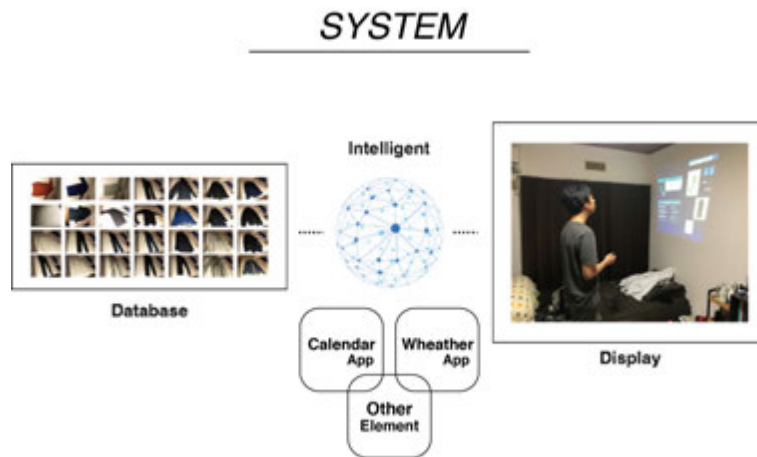 SYSTEM
Intelligent
Database
Calendar
App
Wheather
App
Other
Element
Display